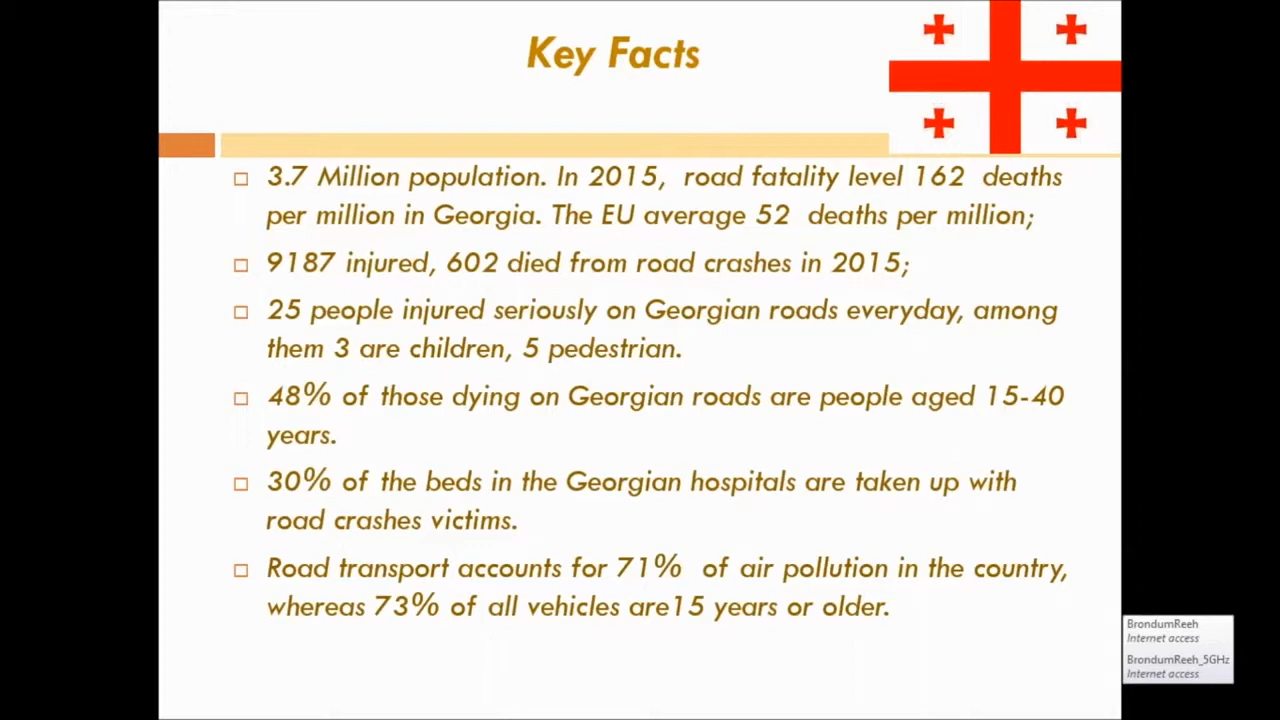 Key Facts
3.7 Million population. In 2015, road fatality level 162 deaths
per million in Georgia. The EU average 52 deaths per million;
9187 injured, 602 died from road crashes in 2015;
25 people injured seriously on Georgian roads everyday, among
them 3 are children, 5 pedestrian.
48% of those dying on Georgian roads are people aged 15-40
years.
30% of the beds in the Georgian hospitals are taken up with
road crashes victims.
Road transport accounts for 71% of air pollution in the country,
whereas 73% of all vehicles are15 years or older.
BrondumReeh
Internet access
BrondumReeh_5GHz
Internet access